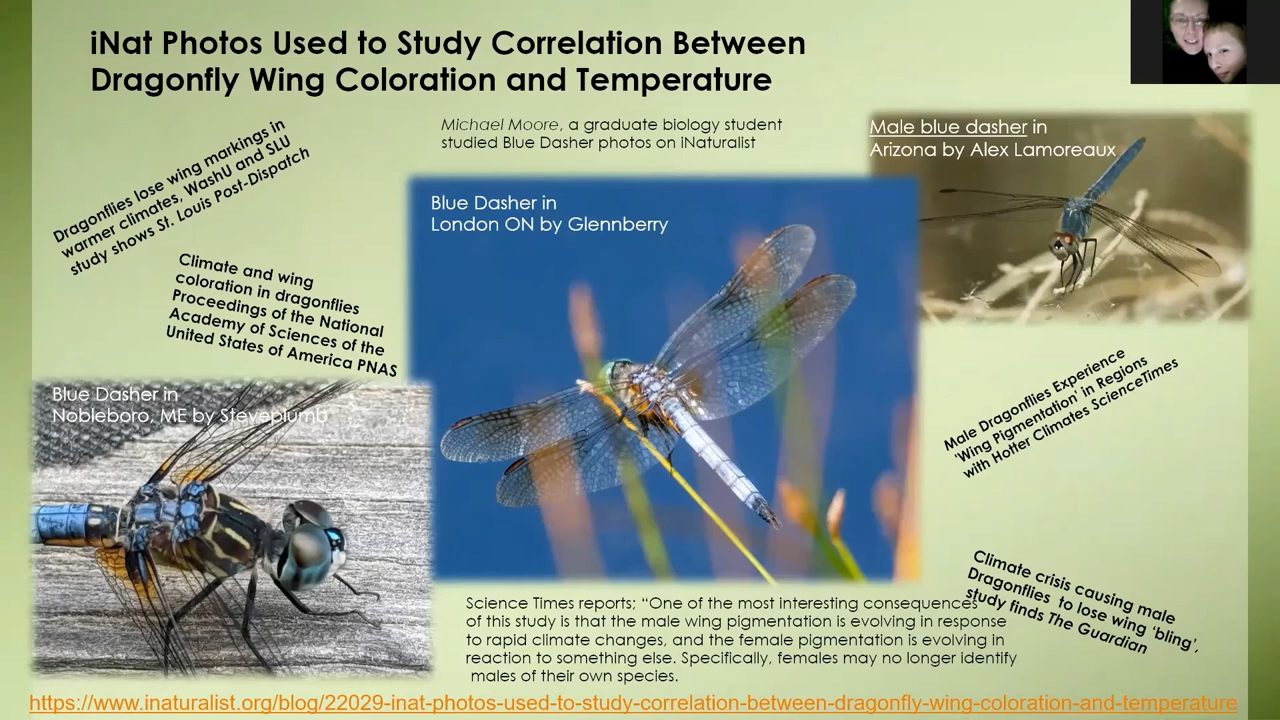 iNat Photos Used to Study Correlation Between
Dragonfly Wing Coloration and Temperature
Michael Moore, a graduate biology student
studied Blue Dasher photos on iNaturalist
Male blue dasher in
Arizona by Alex Lamoreaux
Dragonflies lose wing markings in
warmer climates, WashU and SLU
study shows St. Louis Post-Dispatch
Blue Dasher in
London ON by Glennberry
Climate and wing
coloration in dragonflies
Proceedings of the National
Academy of Sciences of the
United States of America PNAS
Male Dragonflies Experience
'Wing Pigmentation' in Regions
with Hotter Climates ScienceTimes
Blue Dasher in
Nobleboro, ME by Steveplumb
Climate crisis causing male
Dragonflies to lose wing 'bling',
study finds The Guardian
Science Times reports; “One of the most interesting consequences
of this study is that the male wing pigmentation is evolving in response
to rapid climate changes, and the female pigmentation is evolving in
reaction to something else. Specifically, females may no longer identify
males of their own species.
https://www.inaturalist.org/blog/22029-inat-photos-used-to-study-correlation-between-dragonfly-wing-coloration-and-temperature